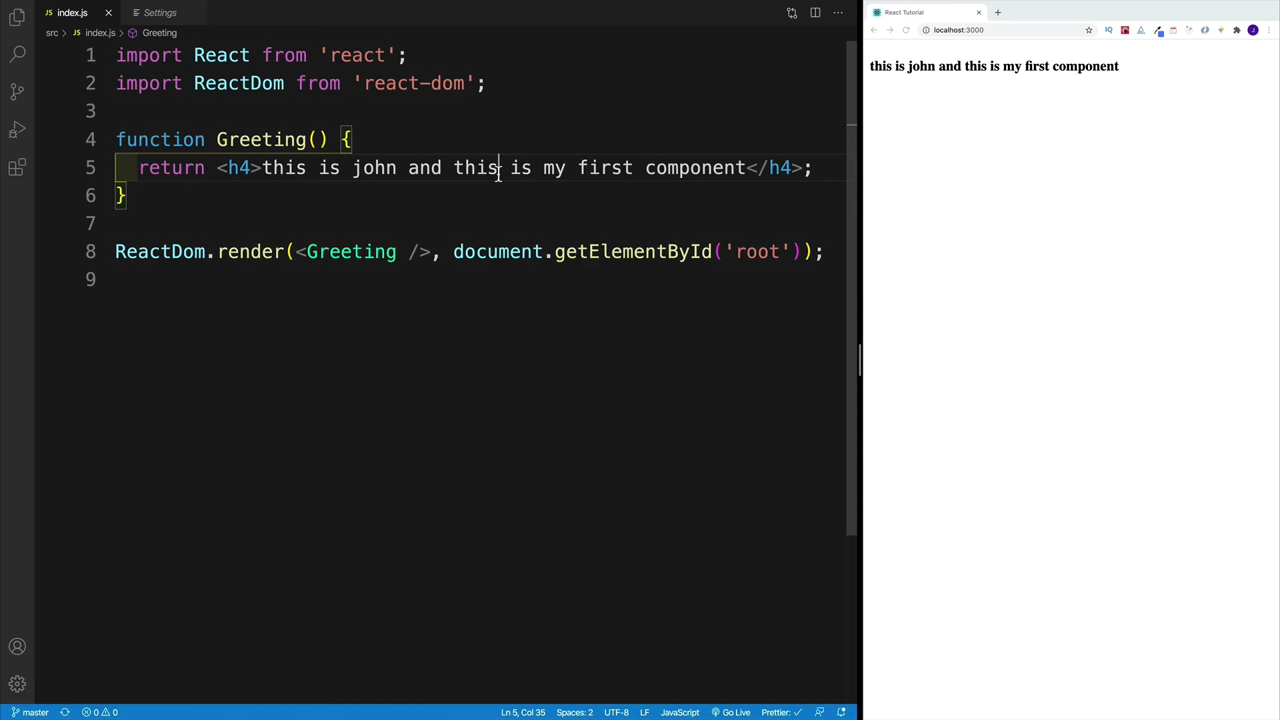 index.js
Settings
src > index.js > Greeting
1 import React from 'react';
2 import ReactDom from 'react-dom';
3
4 function Greeting() {
5   return <h4>this is john and this is my first component</h4>;
6 }
7
8 ReactDom.render(<Greeting />, document.getElementById('root'));
9
master
0 0
Ln 5, Col 35
Spaces: 2
UTF-8
LF
JavaScript
Go Live
Prettier: ✓
React Tutorial
localhost:3000
IQ
J
this is john and this is my first component